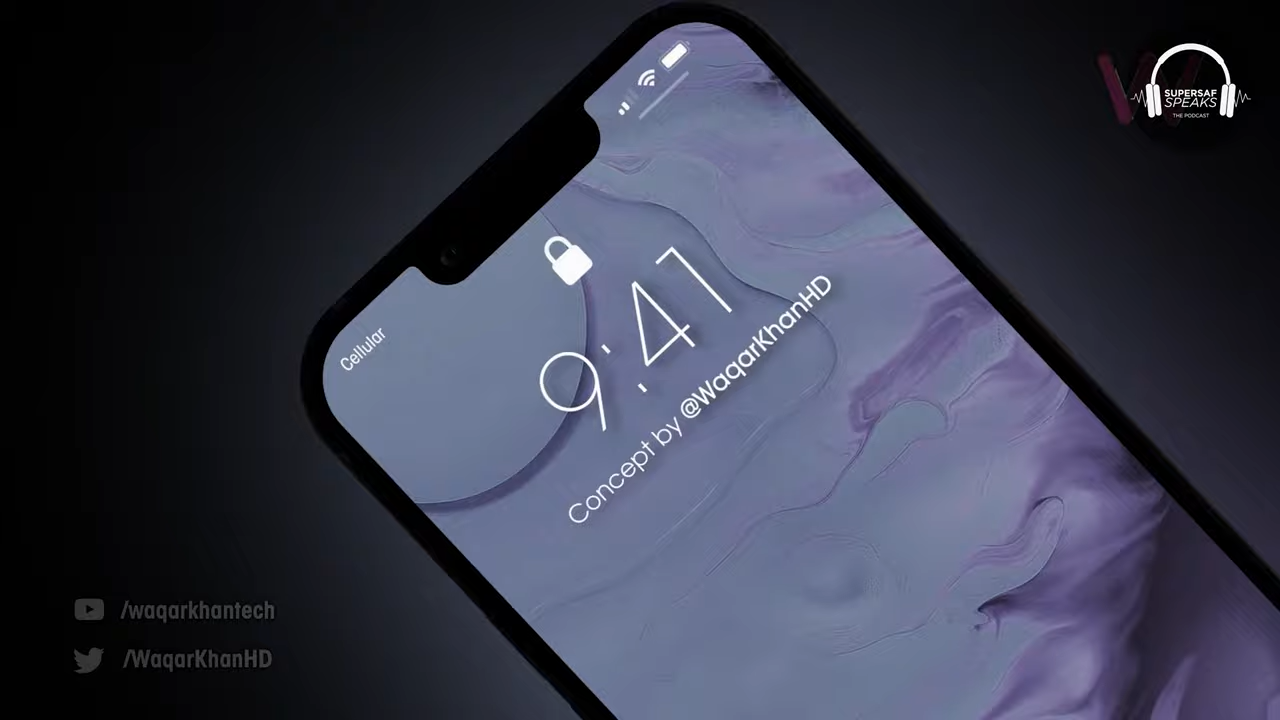 SUPERSAF
SPEAKS
THE PODCAST
Cellular
9:41
Concept by @WaqarKhanHD
/waqarkhantech
/WaqarKhanHD